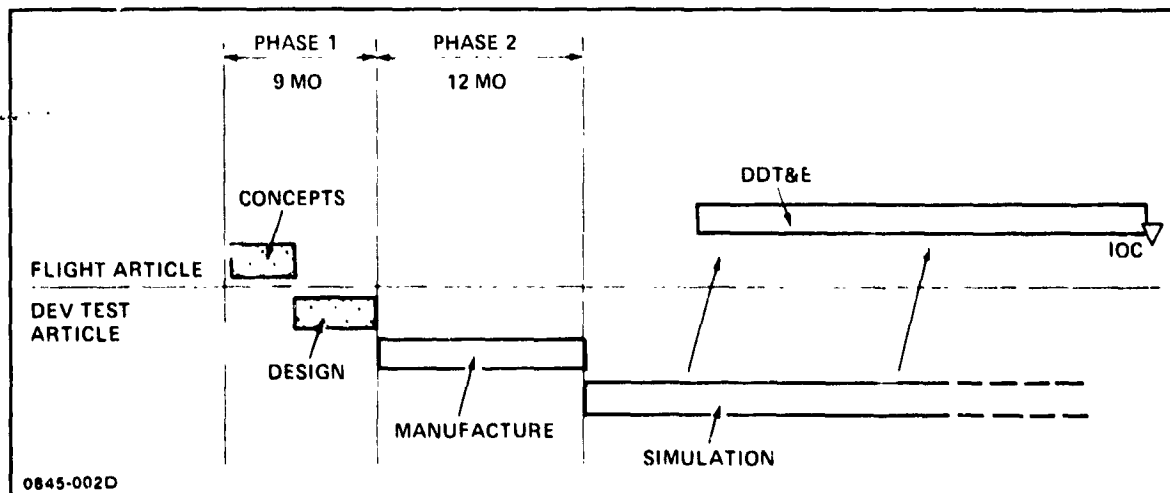 PHASE 1
PHASE 2
9 MO
12 MO
DDT&E
CONCEPTS
IOC
FLIGHT ARTICLE
DEV TEST
ARTICLE
DESIGN
MANUFACTURE
SIMULATION
0845-002D